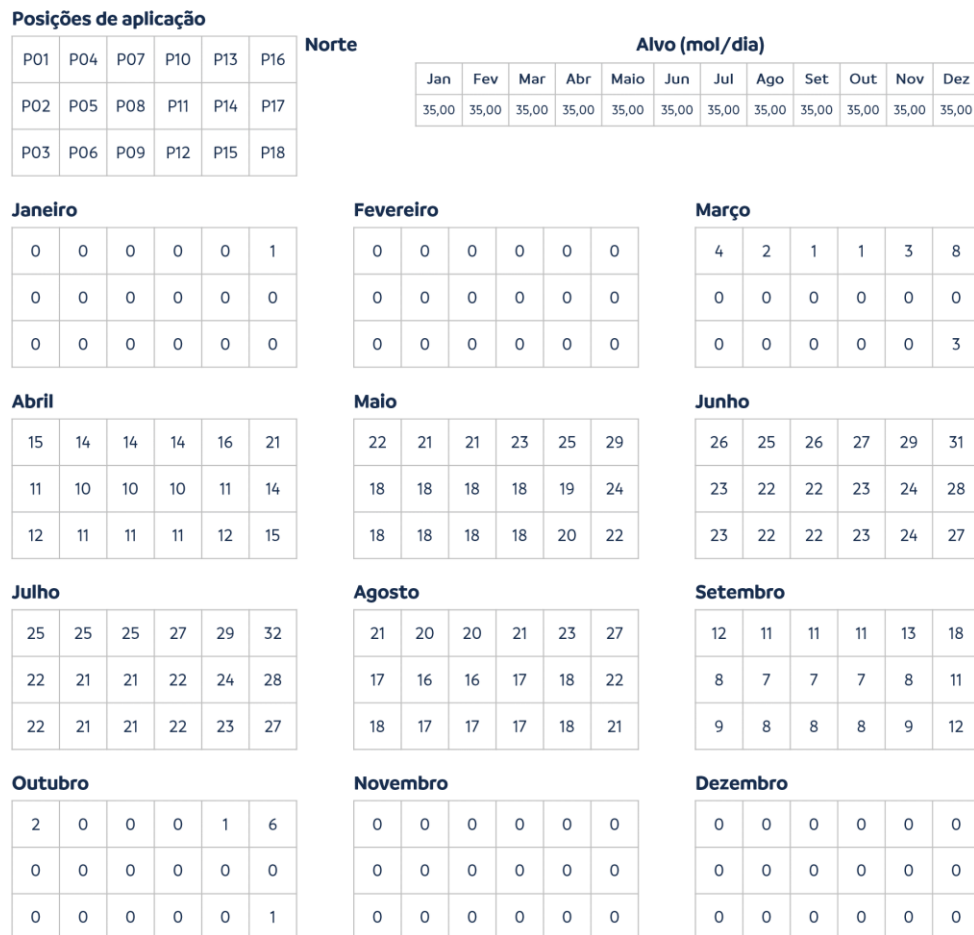 Posições de aplicação
Norte
Alvo (mol/dia)
P01 P04 P07 P10 P13 P16
P02 P05 P08 P11 P14 P17
P03 P06 P09 P12 P15 P18
Jan Fev Mar Abr Maio Jun Jul Ago Set Out Nov Dez
35,00 35,00 35,00 35,00 35,00 35,00 35,00 35,00 35,00 35,00 35,00 35,00
Janeiro
0 0 0 0 0 1
0 0 0 0 0 0
0 0 0 0 0 0
Fevereiro
0 0 0 0 0 0
0 0 0 0 0 0
0 0 0 0 0 0
Março
4 2 1 1 3 8
0 0 0 0 0 0
0 0 0 0 0 3
Abril
15 14 14 14 16 21
11 10 10 10 11 14
12 11 11 11 12 15
Maio
22 21 21 23 25 29
18 18 18 18 19 24
18 18 18 18 20 22
Junho
26 25 26 27 29 31
23 22 22 23 24 28
23 22 22 23 24 27
Julho
25 25 25 27 29 32
22 21 21 22 24 28
22 21 21 22 23 27
Agosto
21 20 20 21 23 27
17 16 16 17 18 22
18 17 17 17 18 21
Setembro
12 11 11 11 13 18
8 7 7 7 8 11
9 8 8 8 9 12
Outubro
2 0 0 0 1 6
0 0 0 0 0 0
0 0 0 0 0 1
Novembro
0 0 0 0 0 0
0 0 0 0 0 0
0 0 0 0 0 0
Dezembro
0 0 0 0 0 0
0 0 0 0 0 0
0 0 0 0 0 0